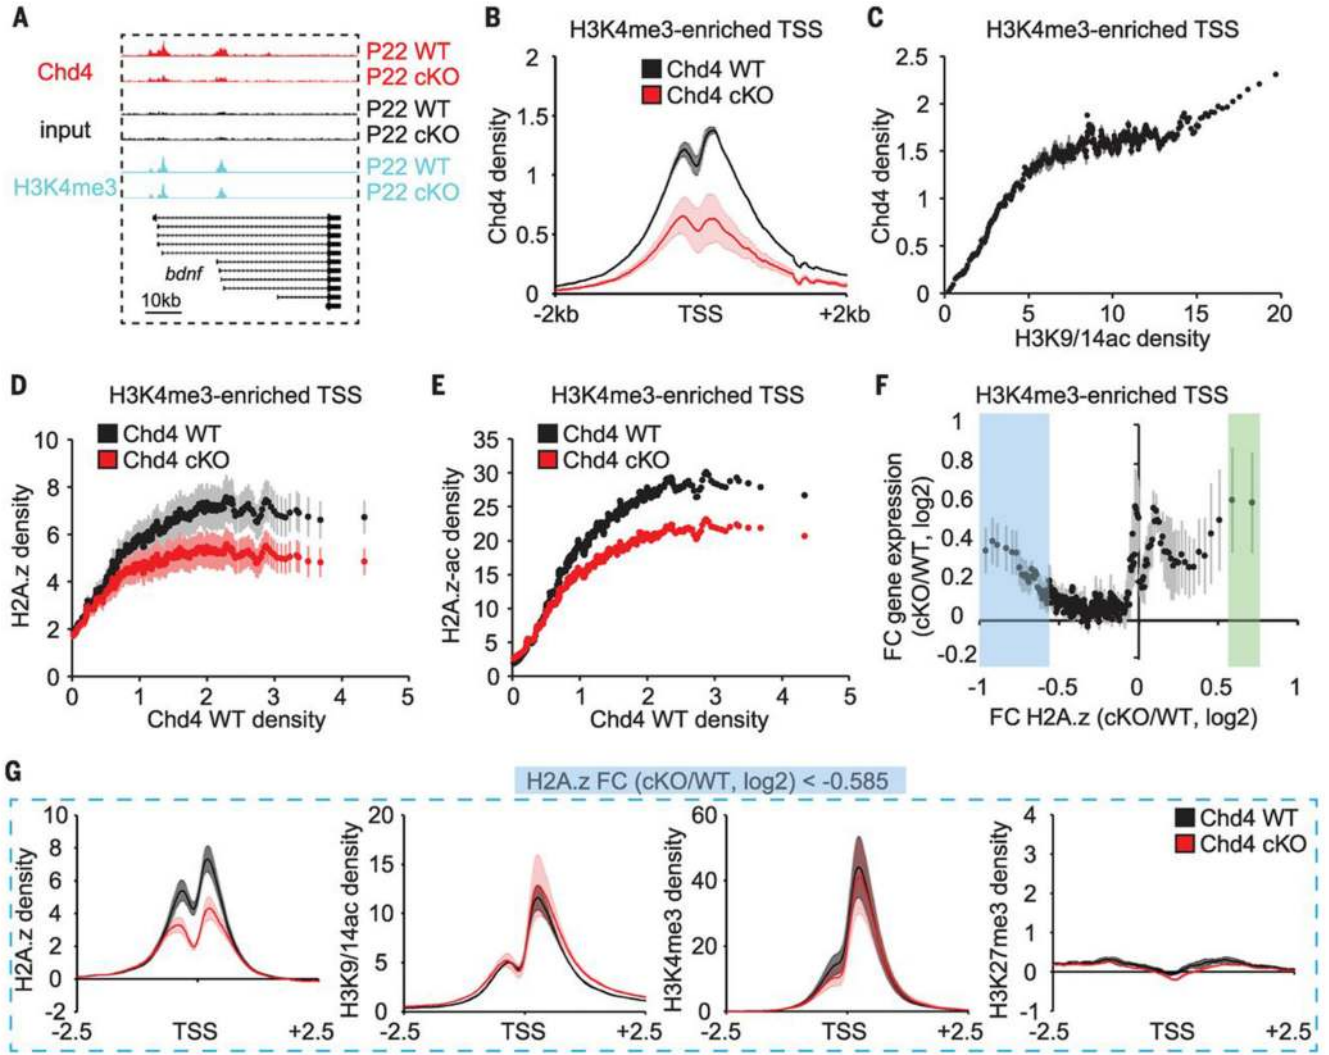 A
Chd4
P22 WT
P22 cKO
input
P22 WT
P22 cKO
H3K4me3
P22 WT
P22 cKO
bdnf
10kb
B
H3K4me3-enriched TSS
Chd4 WT
Chd4 cKO
Chd4 density
2
1.5
1
0.5
0
-2kb
TSS
+2kb
C
H3K4me3-enriched TSS
Chd4 density
2.5
2
1.5
1
0.5
0
0
5
10
15
20
H3K9/14ac density
D
H3K4me3-enriched TSS
Chd4 WT
Chd4 cKO
H2A.z density
10
8
6
4
2
0
0
1
2
3
4
5
Chd4 WT density
E
H3K4me3-enriched TSS
Chd4 WT
Chd4 cKO
H2A.z-ac density
35
30
25
20
15
10
5
0
0
1
2
3
4
5
Chd4 WT density
F
H3K4me3-enriched TSS
FC gene expression
(cKO/WT, log2)
1
0.8
0.6
0.4
0.2
0
-0.2
-1
-0.5
0
0.5
1
FC H2A.z (cKO/WT, log2)
G
H2A.z FC (cKO/WT, log2) < -0.585
H2A.z density
10
8
6
4
2
0
-2
-2.5
TSS
+2.5
H3K9/14ac density
20
15
10
5
0
-2.5
TSS
+2.5
H3K4me3 density
60
40
20
0
-2.5
TSS
+2.5
H3K27me3 density
4
3
2
1
0
-1
-2.5
TSS
+2.5
Chd4 WT
Chd4 cKO